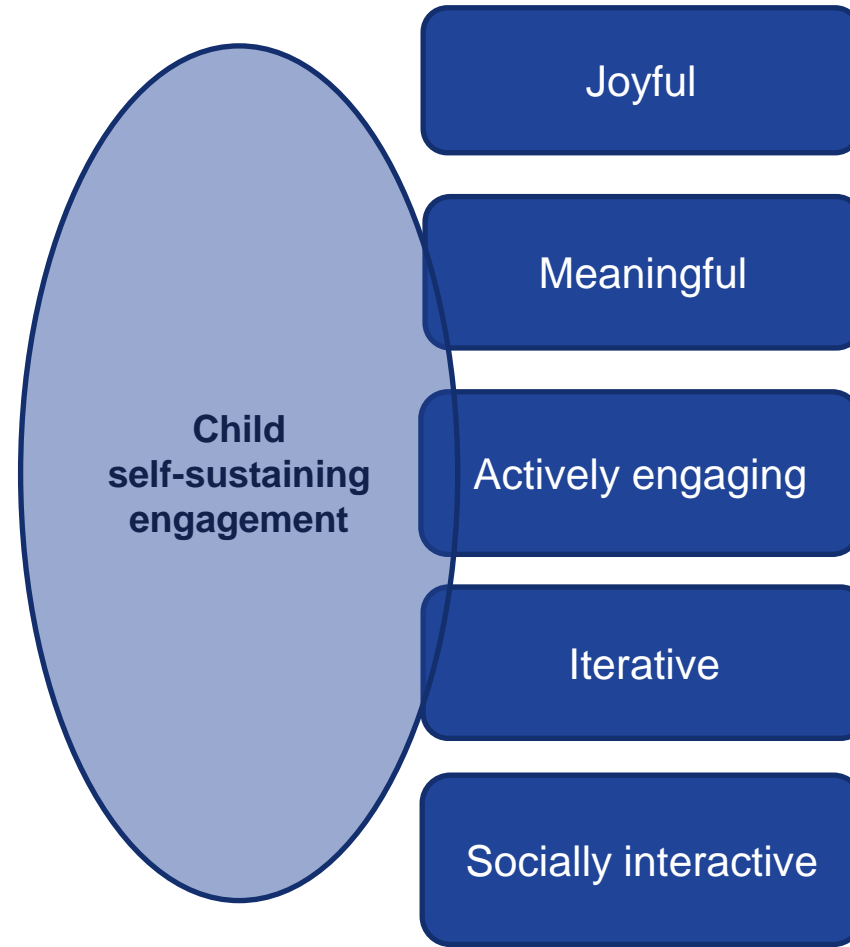 Joyful
Meaningful
Child
self-sustaining
engagement
Actively engaging
Iterative
Socially interactive